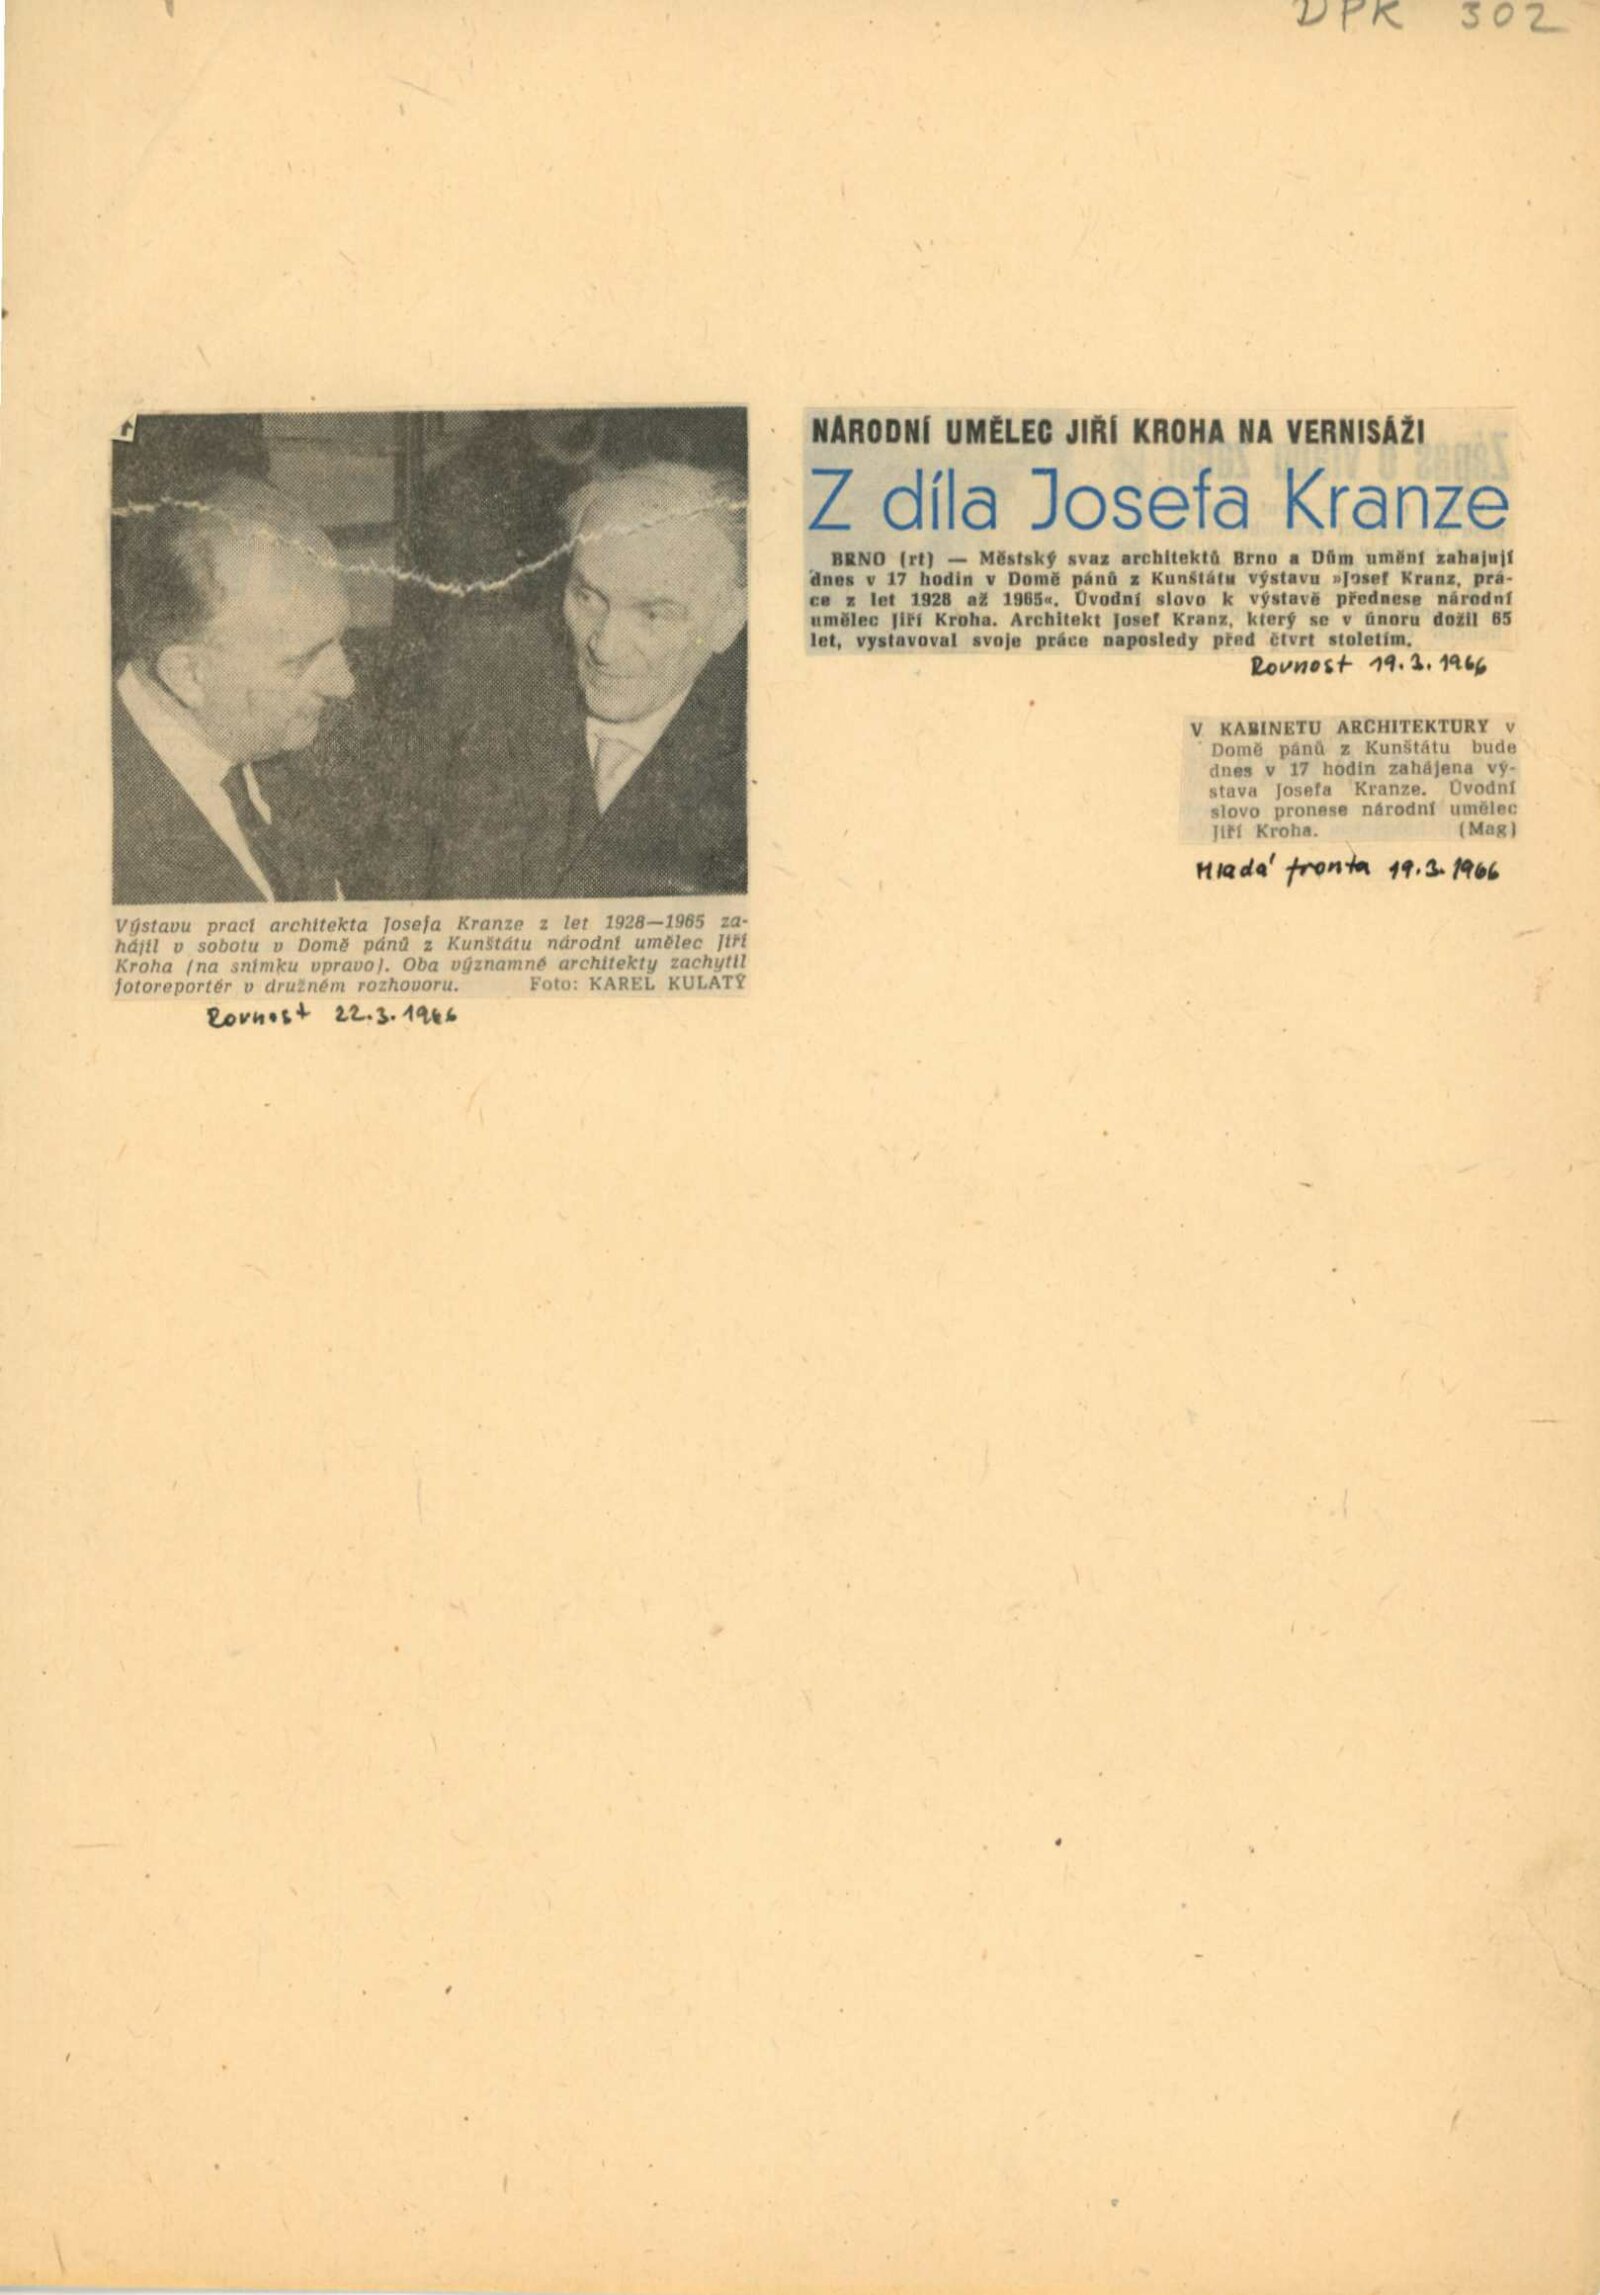 DPK 302
Výstavu prací architekta Josefa Kranze z let 1928—1965 za-
hájil v sobotu v Domě pánů z Kunštátu národní umělec Jiří
Kroha (na snímku vpravo). Oba významné architekty zachytil
fotoreportér v družném rozhovoru. Foto: KAREL KULATÝ
Rovnost 22.3.1966
NÁRODNÍ UMĚLEC JIŘÍ KROHA NA VERNISÁŽI
Z díla Josefa Kranze
BRNO (rt) — Městský svaz architektů Brno a Dům umění zahajují
dnes v 17 hodin v Domě pánů z Kunštátu výstavu »Josef Kranz, prá-
ce z let 1928 až 1965«. Úvodní slovo k výstavě přednese národní
umělec Jiří Kroha. Architekt Josef Kranz, který se v únoru dožil 65
let, vystavoval svoje práce naposledy před čtvrt stoletím.
Rovnost 19.3.1966
V KABINETU ARCHITEKTURY v
Domě pánů z Kunštátu bude
dnes v 17 hodin zahájena vý-
stava Josefa Kranze. Úvodní
slovo pronese národní umělec
Jiří Kroha. (Mag)
Mladá fronta 19.3.1966